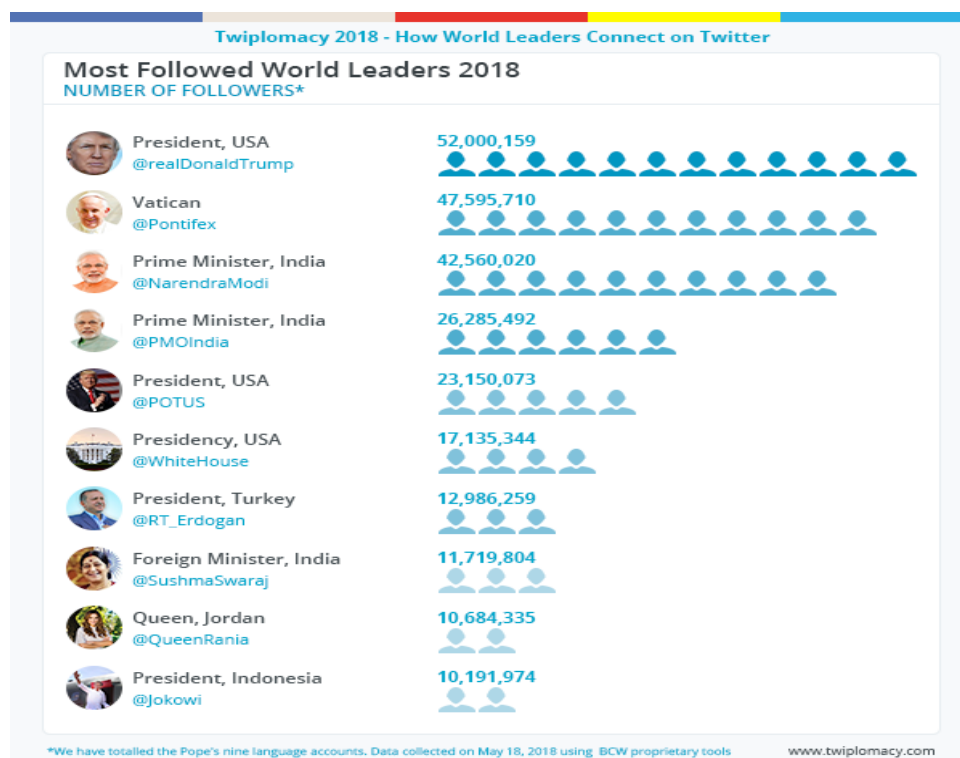 Twiplomacy 2018 - How World Leaders Connect on Twitter
Most Followed World Leaders 2018
NUMBER OF FOLLOWERS*
President, USA
@realDonaldTrump
52,000,159
Vatican
@Pontifex
47,595,710
Prime Minister, India
@NarendraModi
42,560,020
Prime Minister, India
@PMOIndia
26,285,492
President, USA
@POTUS
23,150,073
Presidency, USA
@WhiteHouse
17,135,344
President, Turkey
@RT_Erdogan
12,986,259
Foreign Minister, India
@SushmaSwaraj
11,719,804
Queen, Jordan
@QueenRania
10,684,335
President, Indonesia
@Jokowi
10,191,974
*We have totalled the Pope's nine language accounts. Data collected on May 18, 2018 using BCW proprietary tools
www.twiplomacy.com